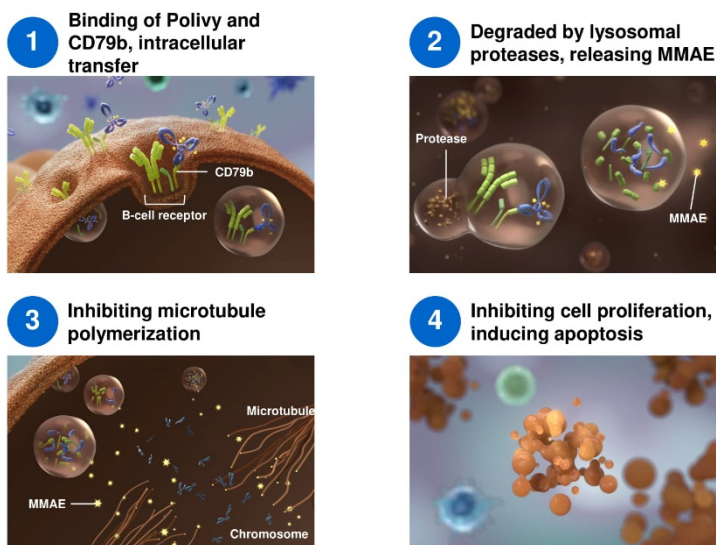 1
Binding of Polivy and
CD79b, intracellular
transfer
CD79b
B-cell receptor
2
Degraded by lysosomal
proteases, releasing MMAE
Protease
MMAE
3
Inhibiting microtubule
polymerization
Microtubule
MMAE
Chromosome
4
Inhibiting cell proliferation,
inducing apoptosis